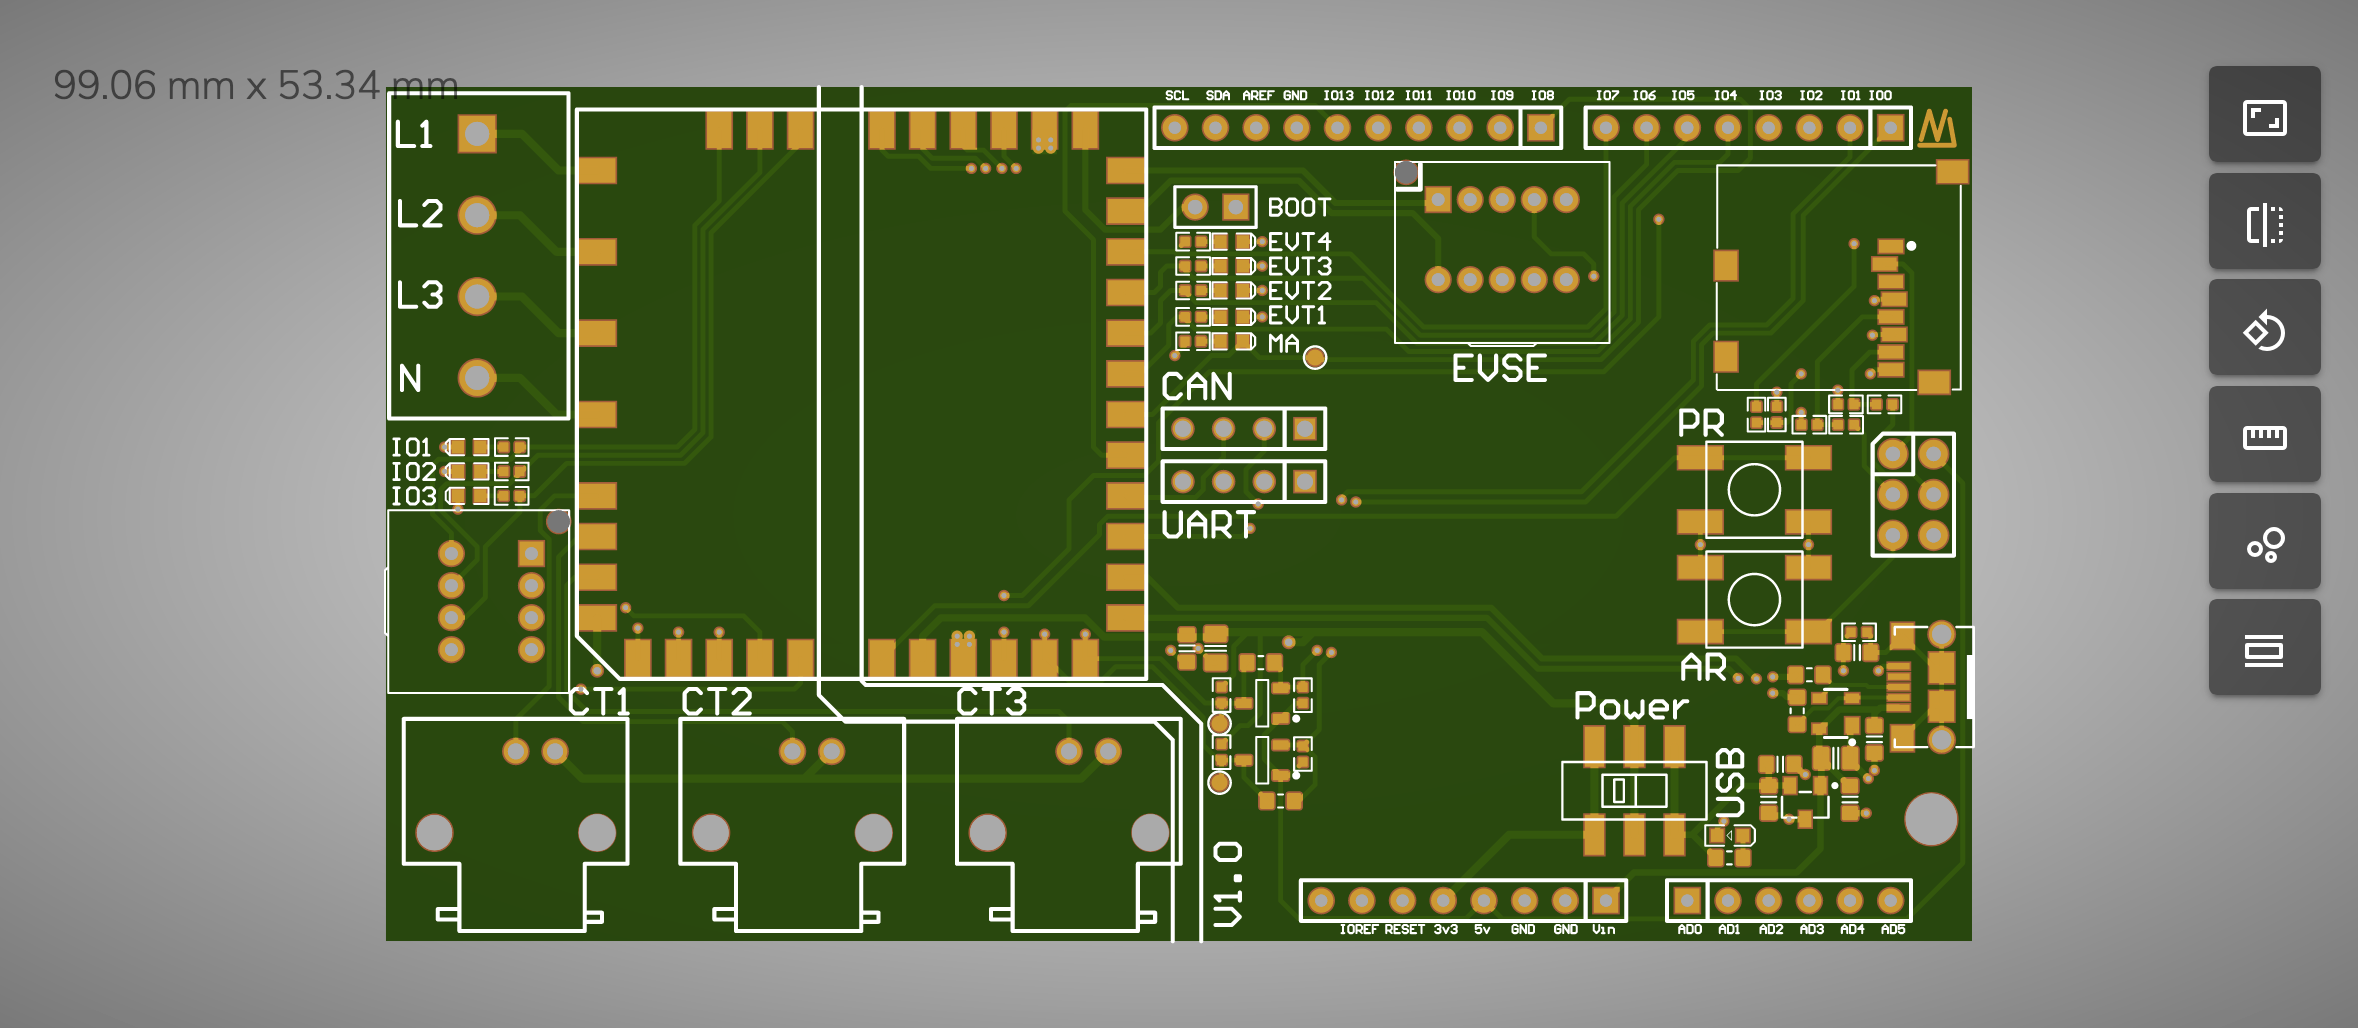 99.06 mm x 53.34 mm
SCL SDA AREF GND IO13 IO12 IO11 IO10 IO9 IO8 IO7 IO6 IO5 IO4 IO3 IO2 IO1 IO0
L1
L2
L3
N
BOOT
EVT4
EVT3
EVT2
EVT1
MA
EVSE
CAN
UART
PR
AR
IO1
IO2
IO3
CT1 CT2 CT3
Power
USB
V1.0
IOREF RESET 3v3 5v GND GND Vin AD0 AD1 AD2 AD3 AD4 AD5